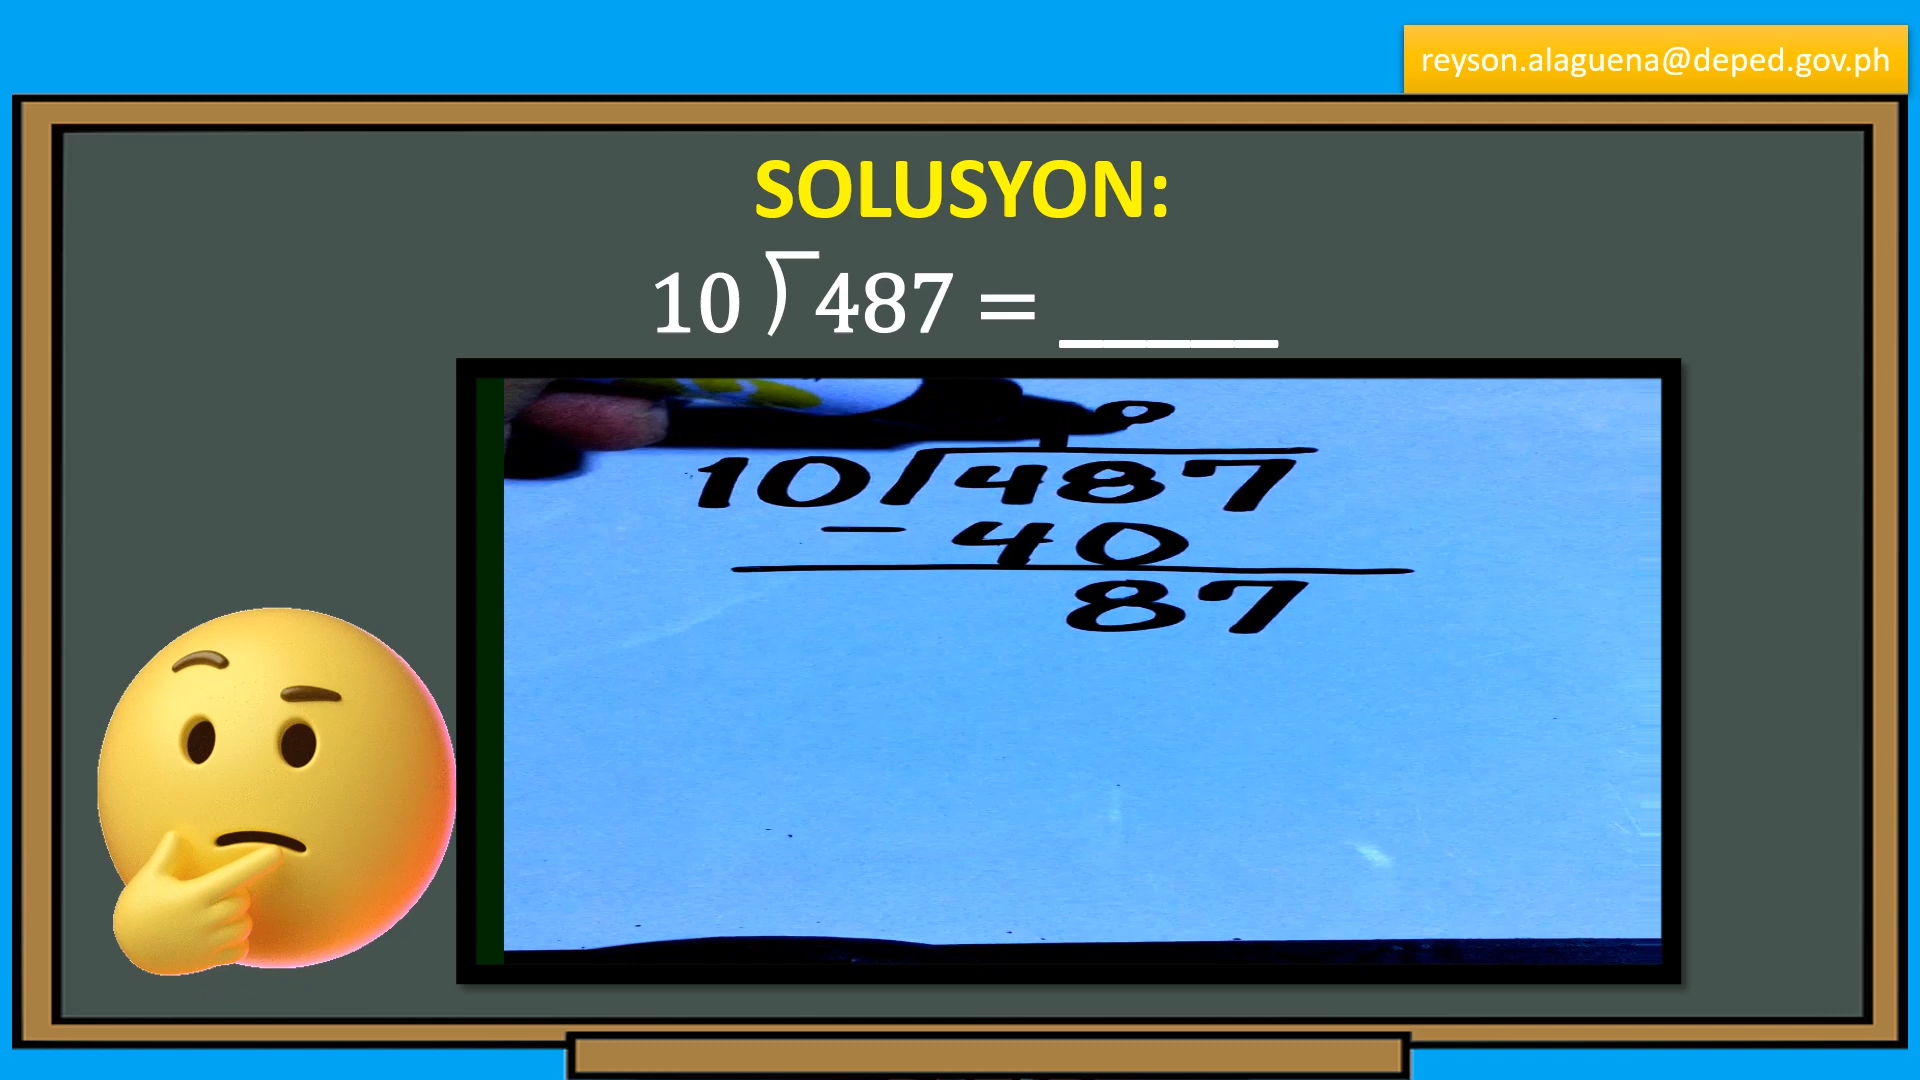 reyson.alaguena@deped.gov.ph
SOLUSYON:
10 ⟌487 = _____
10/487
- 40
87